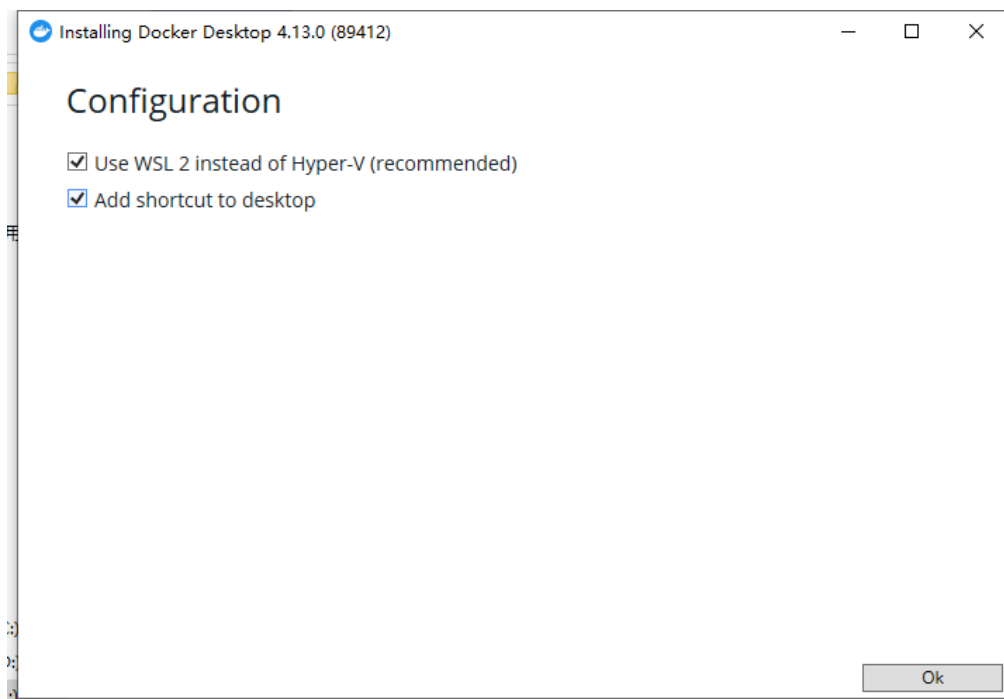 Installing Docker Desktop 4.13.0 (89412)
Configuration
Use WSL 2 instead of Hyper-V (recommended)
Add shortcut to desktop
Ok